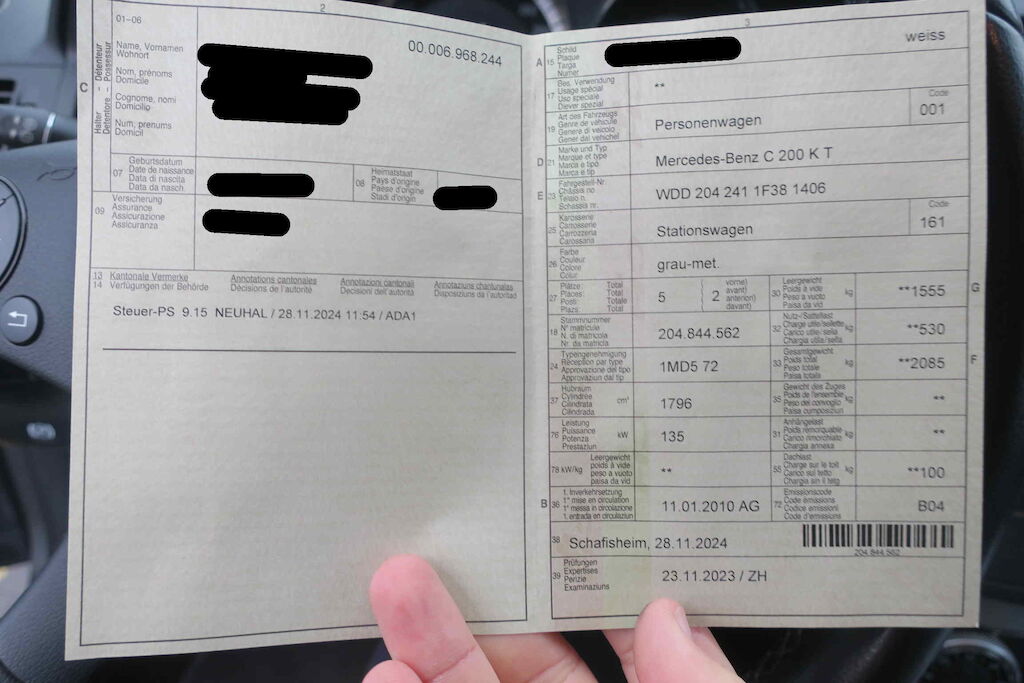 2
01-06
Name, Vornamen
Wohnort
Nom, prénoms
Domicile
Cognome, nomi
Domicilio
Num, prenums
Domicil
Halter - Détenteur
Detentore - Possessur
C
00.006.968.244
07
Geburtsdatum
Date de naissance
Data di nascita
Data da nasch.
08
Heimatstaat
Pays d'origine
Paese d'origine
Stadi d'origin
09
Versicherung
Assurance
Assicurazione
Assicuranza
13 Kantonale Vermerke Annotations cantonales Annotazioni cantonali Annotaziuns chantunalas
14 Verfügungen der Behörde Décisions de l'autorité Decisioni dell'autorità Disposiziuns da l'autoritad
Steuer-PS 9.15 NEUHAL / 28.11.2024 11:54 / ADA1
3
A 15
Schild
Plaque
Targa
Numer
weiss
17
Bes. Verwendung
Usage spécial
Uso speciale
Diever spezial
**
19
Art des Fahrzeugs
Genre de véhicule
Genere di veicolo
Gener dal vehichel
Personenwagen
Code
001
D 21
Marke und Typ
Marque et type
Marca e tipo
Marca e tip
Mercedes-Benz C 200 K T
E 23
Fahrgestell-Nr.
Châssis no
Telaio n.
Schassis nr.
WDD 204 241 1F38 1406
25
Karosserie
Carrosserie
Carrozzeria
Carossaria
Stationswagen
Code
161
26
Farbe
Couleur
Colore
Colur
grau-met.
27
Plätze: Total
Places: Total
Posti: Totale
Plazs: Total
5 ( 2
vorne)
avant)
anteriori)
davant)
30
Leergewicht
Poids à vide
Peso a vuoto
Paisa da vid
kg
**1555
G
18
Stammnummer
N° matricule
N. di matricola
Nr. da matricla
204.844.562
32
Nutz-/Sattellast
Charge utile/sellette
Carico utile/sella
Chargia utila/sella
kg
**530
24
Typengenehmigung
Réception par type
Approvazione del tipo
Approvaziun dal tip
1MD5 72
33
Gesamtgewicht
Poids total
Peso totale
Paisa totala
kg
**2085
F
37
Hubraum
Cylindrée
Cilindrata
Cilindrada
cm³
1796
35
Gewicht des Zuges
Poids de l'ensemble
Peso del convoglio
Paisa cumposiziun
kg
**
76
Leistung
Puissance
Potenza
Prestaziun
kW
135
31
Anhängelast
Poids remorquable
Carico rimorchiato
Chargia annexa
kg
**
78 kW/kg
Leergewicht
poids à vide
peso a vuoto
paisa da vid
**
55
Dachlast
Charge sur le toit
Carico sul tetto
Chargia sin il tetg
kg
**100
B 36
1. Inverkehrsetzung
1re mise en circulation
1a messa in circolazione
1. entrada en circulaziun
11.01.2010 AG
72
Emissionscode
Code émissions
Codice emissioni
Code d'emissiuns
B04
38
Schafisheim, 28.11.2024
204.844.562
39
Prüfungen
Expertises
Perizie
Examinaziuns
23.11.2023 / ZH